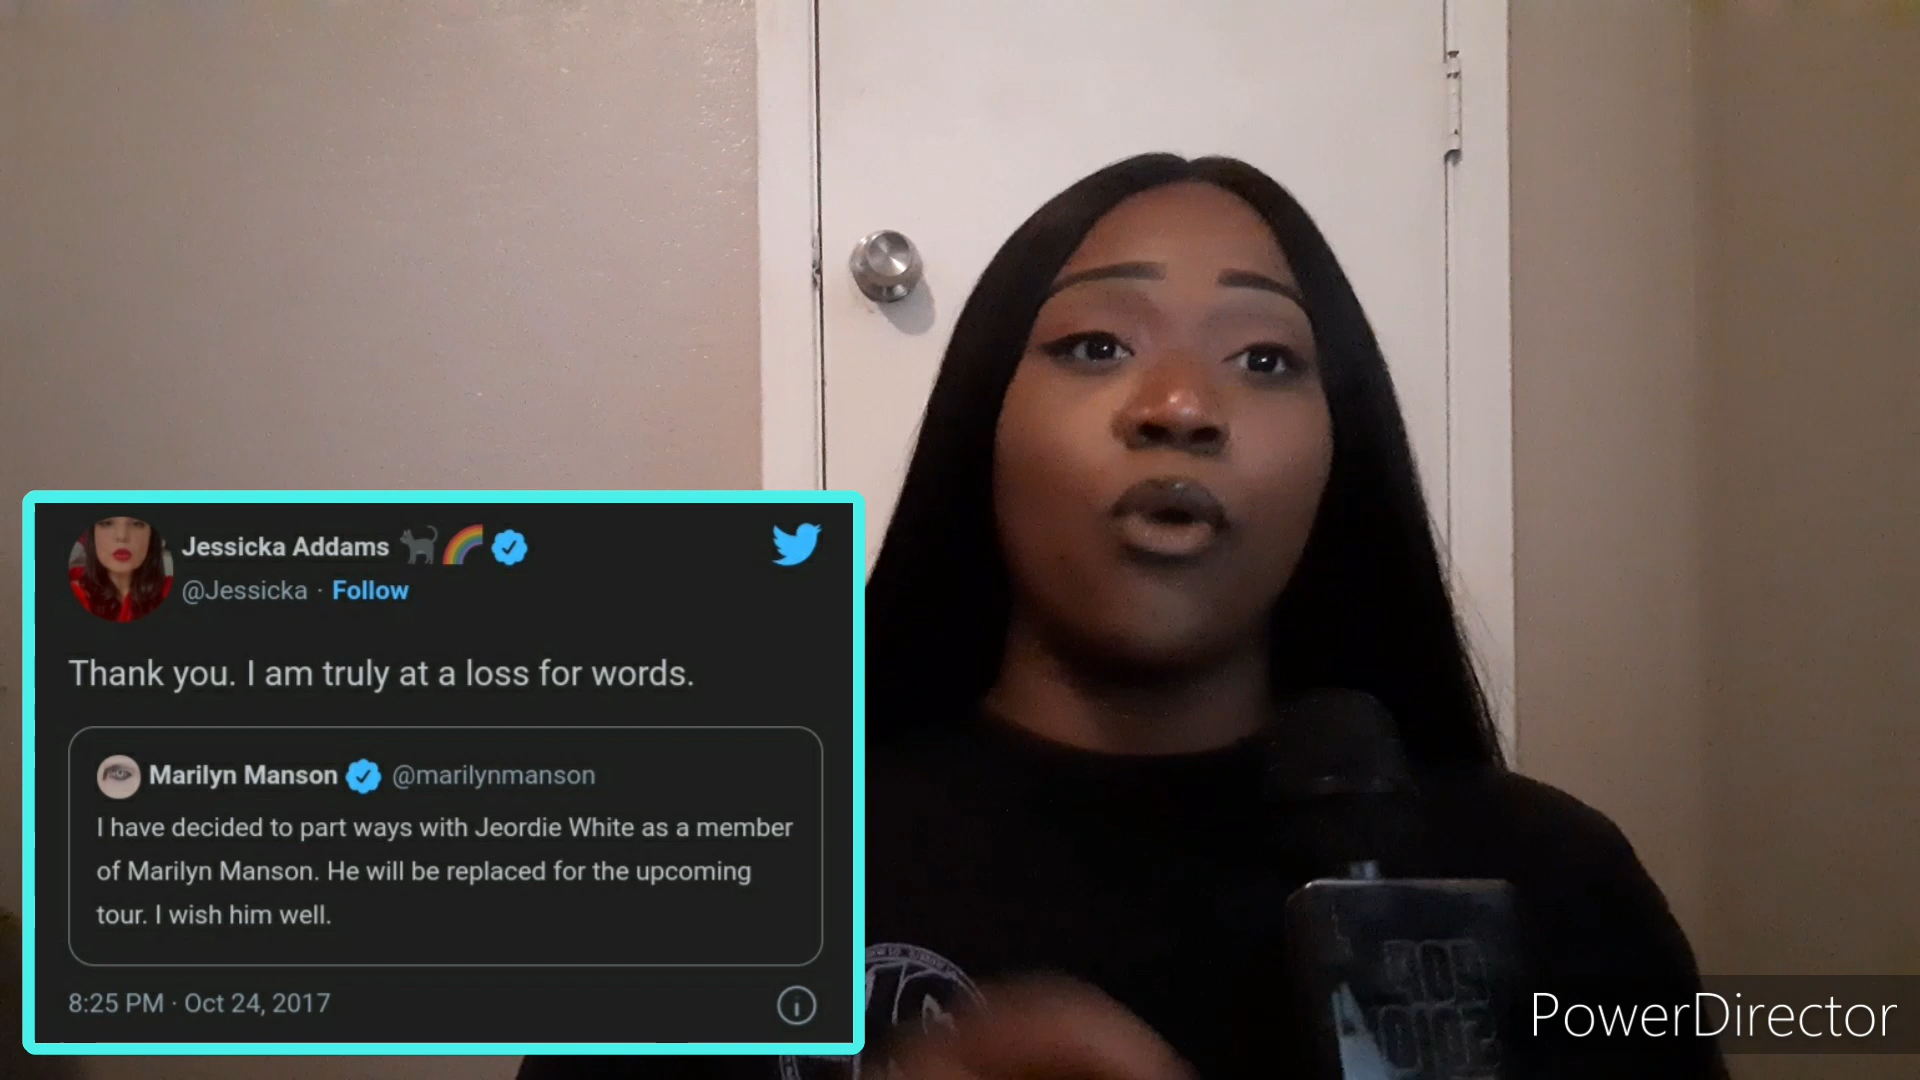 Jessicka Addams
@Jessicka · Follow
Thank you. I am truly at a loss for words.
Marilyn Manson @marilynmanson
I have decided to part ways with Jeordie White as a member
of Marilyn Manson. He will be replaced for the upcoming
tour. I wish him well.
8:25 PM · Oct 24, 2017
PowerDirector